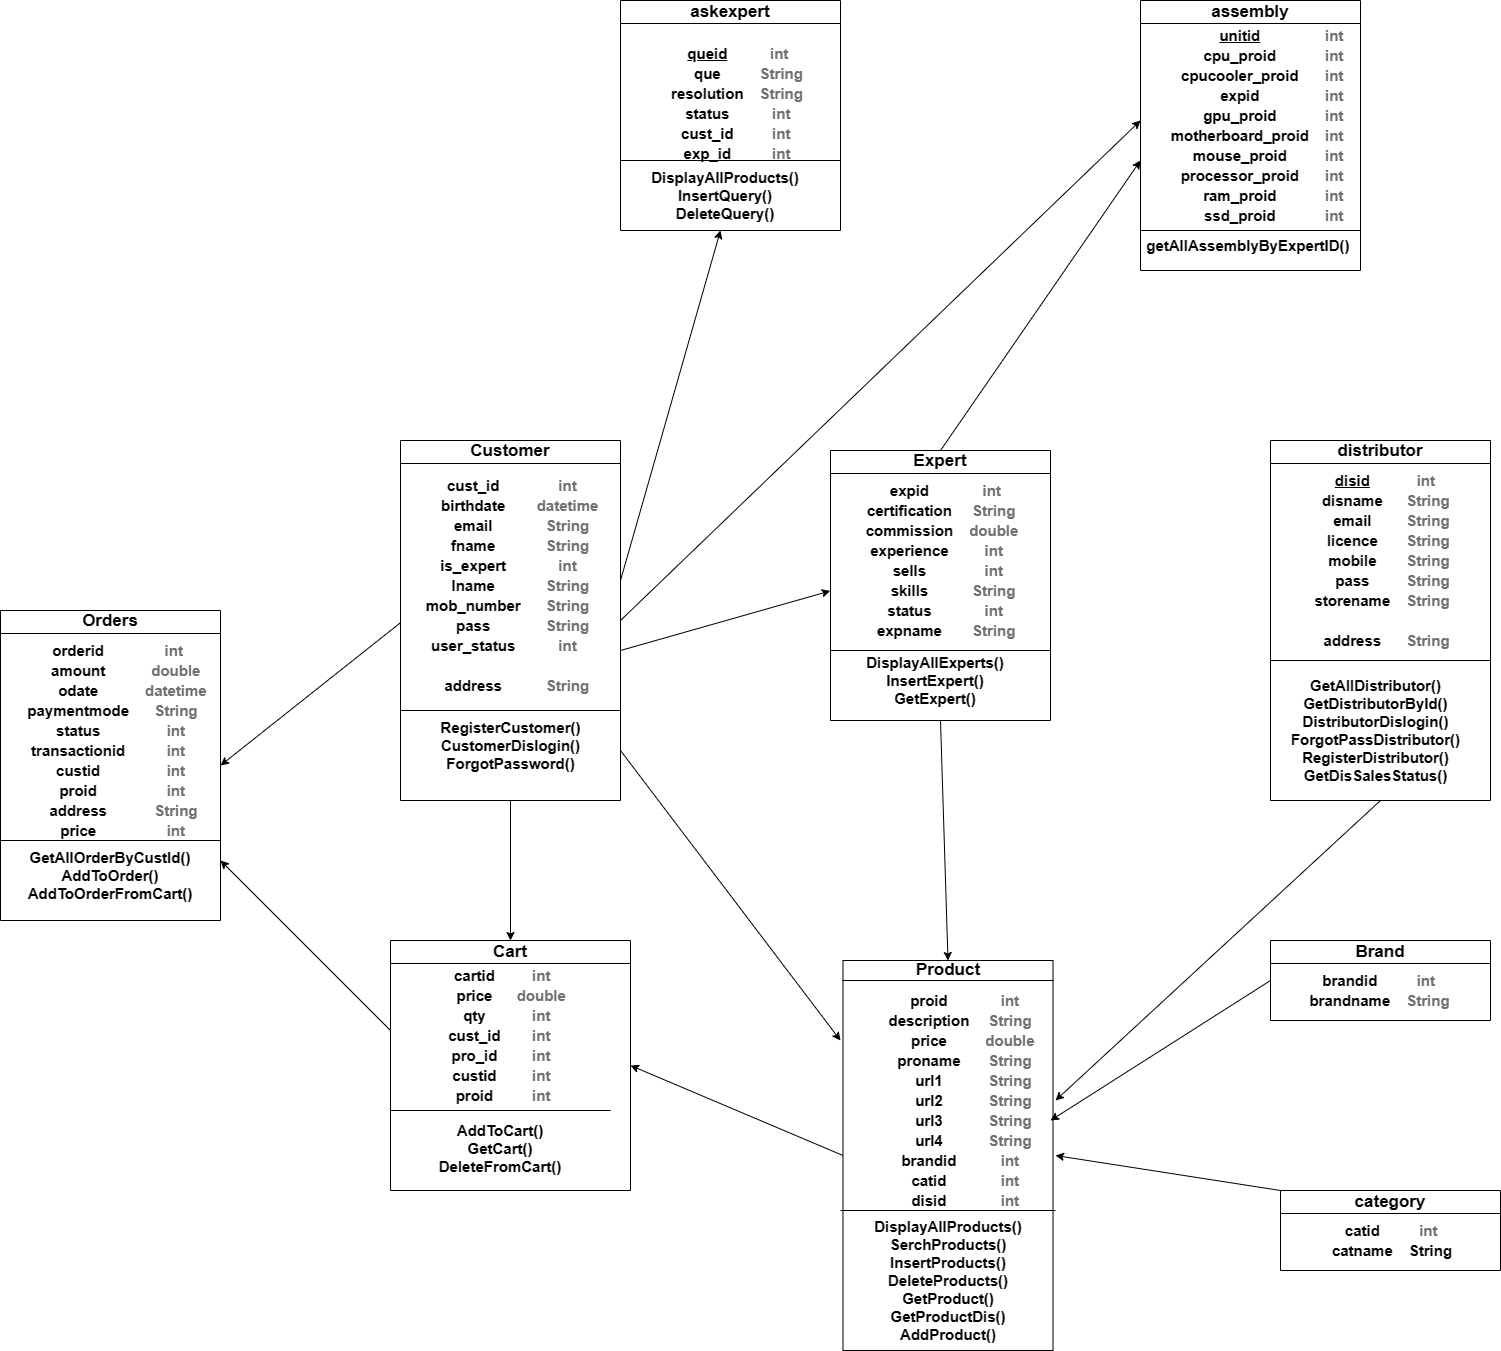 askexpert
queid int
que String
resolution String
status int
cust_id int
exp_id int
DisplayAllProducts()
InsertQuery()
DeleteQuery()
assembly
unitid int
cpu_proid int
cpucooler_proid int
expid int
gpu_proid int
motherboard_proid int
mouse_proid int
processor_proid int
ram_proid int
ssd_proid int
getAllAssemblyByExpertID()
Customer
cust_id int
birthdate datetime
email String
fname String
is_expert int
lname String
mob_number String
pass String
user_status int
address String
RegisterCustomer()
CustomerDislogin()
ForgotPassword()
Expert
expid int
certification String
commission double
experience int
sells int
skills String
status int
expname String
DisplayAllExperts()
InsertExpert()
GetExpert()
distributor
disid int
disname String
email String
licence String
mobile String
pass String
storename String
address String
GetAllDistributor()
GetDistributorById()
DistributorDislogin()
ForgotPassDistributor()
RegisterDistributor()
GetDisSalesStatus()
Orders
orderid int
amount double
odate datetime
paymentmode String
status int
transactionid int
custid int
proid int
address String
price int
GetAllOrderByCustId()
AddToOrder()
AddToOrderFromCart()
Cart
cartid int
price double
qty int
cust_id int
pro_id int
custid int
proid int
AddToCart()
GetCart()
DeleteFromCart()
Product
proid int
description String
price double
proname String
url1 String
url2 String
url3 String
url4 String
brandid int
catid int
disid int
DisplayAllProducts()
SerchProducts()
InsertProducts()
DeleteProducts()
GetProduct()
GetProductDis()
AddProduct()
Brand
brandid int
brandname String
category
catid int
catname String